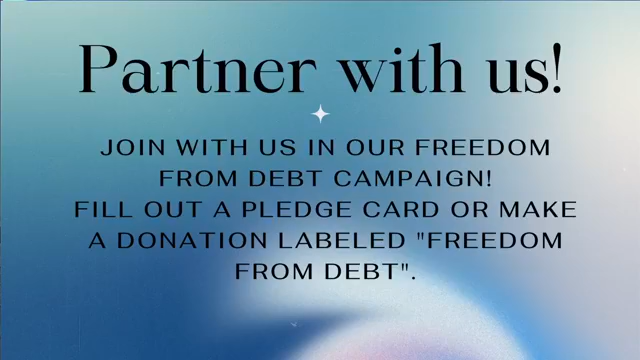 Partner with us!
JOIN WITH US IN OUR FREEDOM
FROM DEBT CAMPAIGN!
FILL OUT A PLEDGE CARD OR MAKE
A DONATION LABELED "FREEDOM
FROM DEBT".